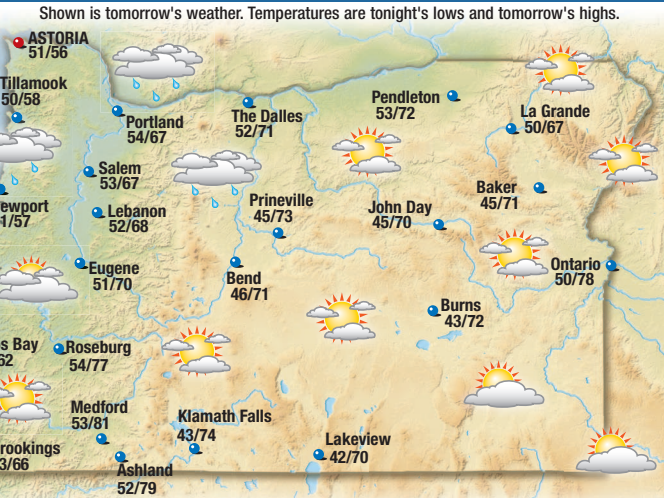 Shown is tomorrow's weather. Temperatures are tonight's lows and tomorrow's highs.
ASTORIA
51/56
Tillamook
50/58
Portland
54/67
The Dalles
52/71
Pendleton
53/72
La Grande
50/67
Salem
53/67
ewport
1/57
Lebanon
52/68
Prineville
45/73
John Day
45/70
Baker
45/71
Eugene
51/70
Bend
46/71
Ontario
50/78
Burns
43/72
s Bay
62
Roseburg
54/77
Medford
53/81
Klamath Falls
43/74
Lakeview
42/70
rookings
3/66
Ashland
52/79